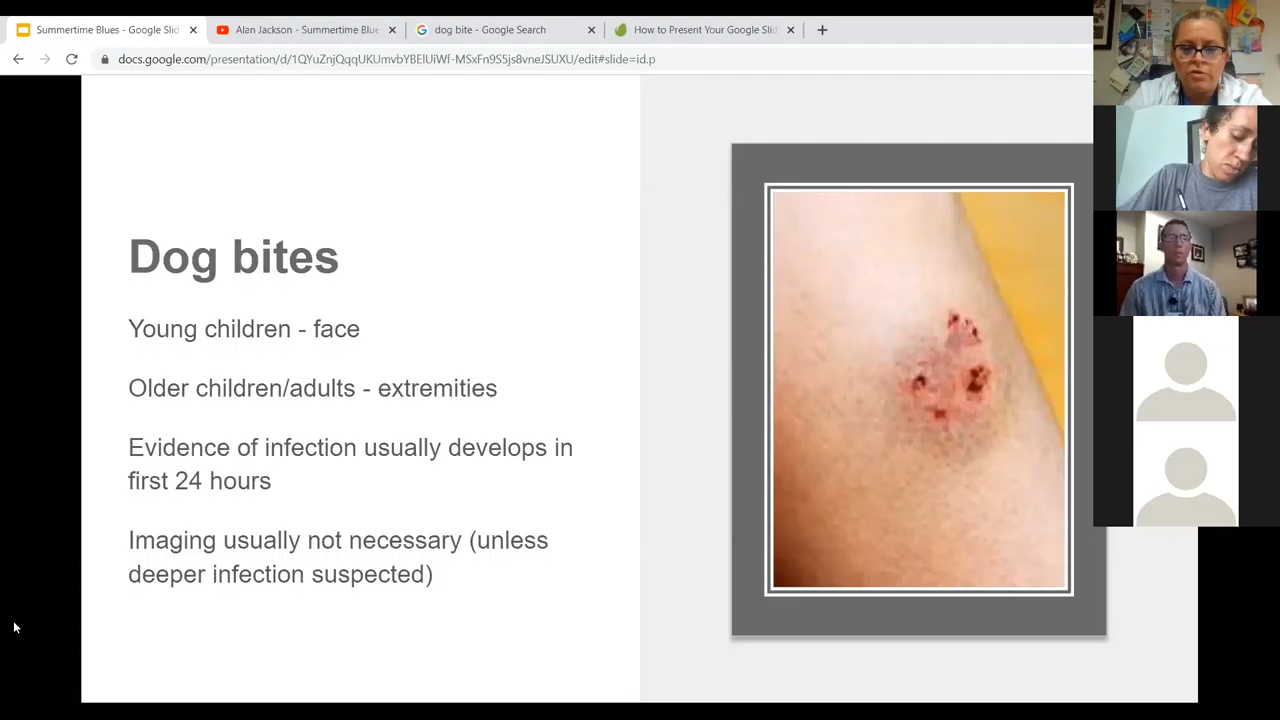 Summertime Blues - Google Slid
Alan Jackson - Summertime Blue
dog bite - Google Search
How to Present Your Google Slid
docs.google.com/presentation/d/1QYuZnjQqqUKUmvbYBElUiWf-MSxFn9S5js8vneJSUXU/edit#slide=id.p
Dog bites
Young children - face
Older children/adults - extremities
Evidence of infection usually develops in
first 24 hours
Imaging usually not necessary (unless
deeper infection suspected)